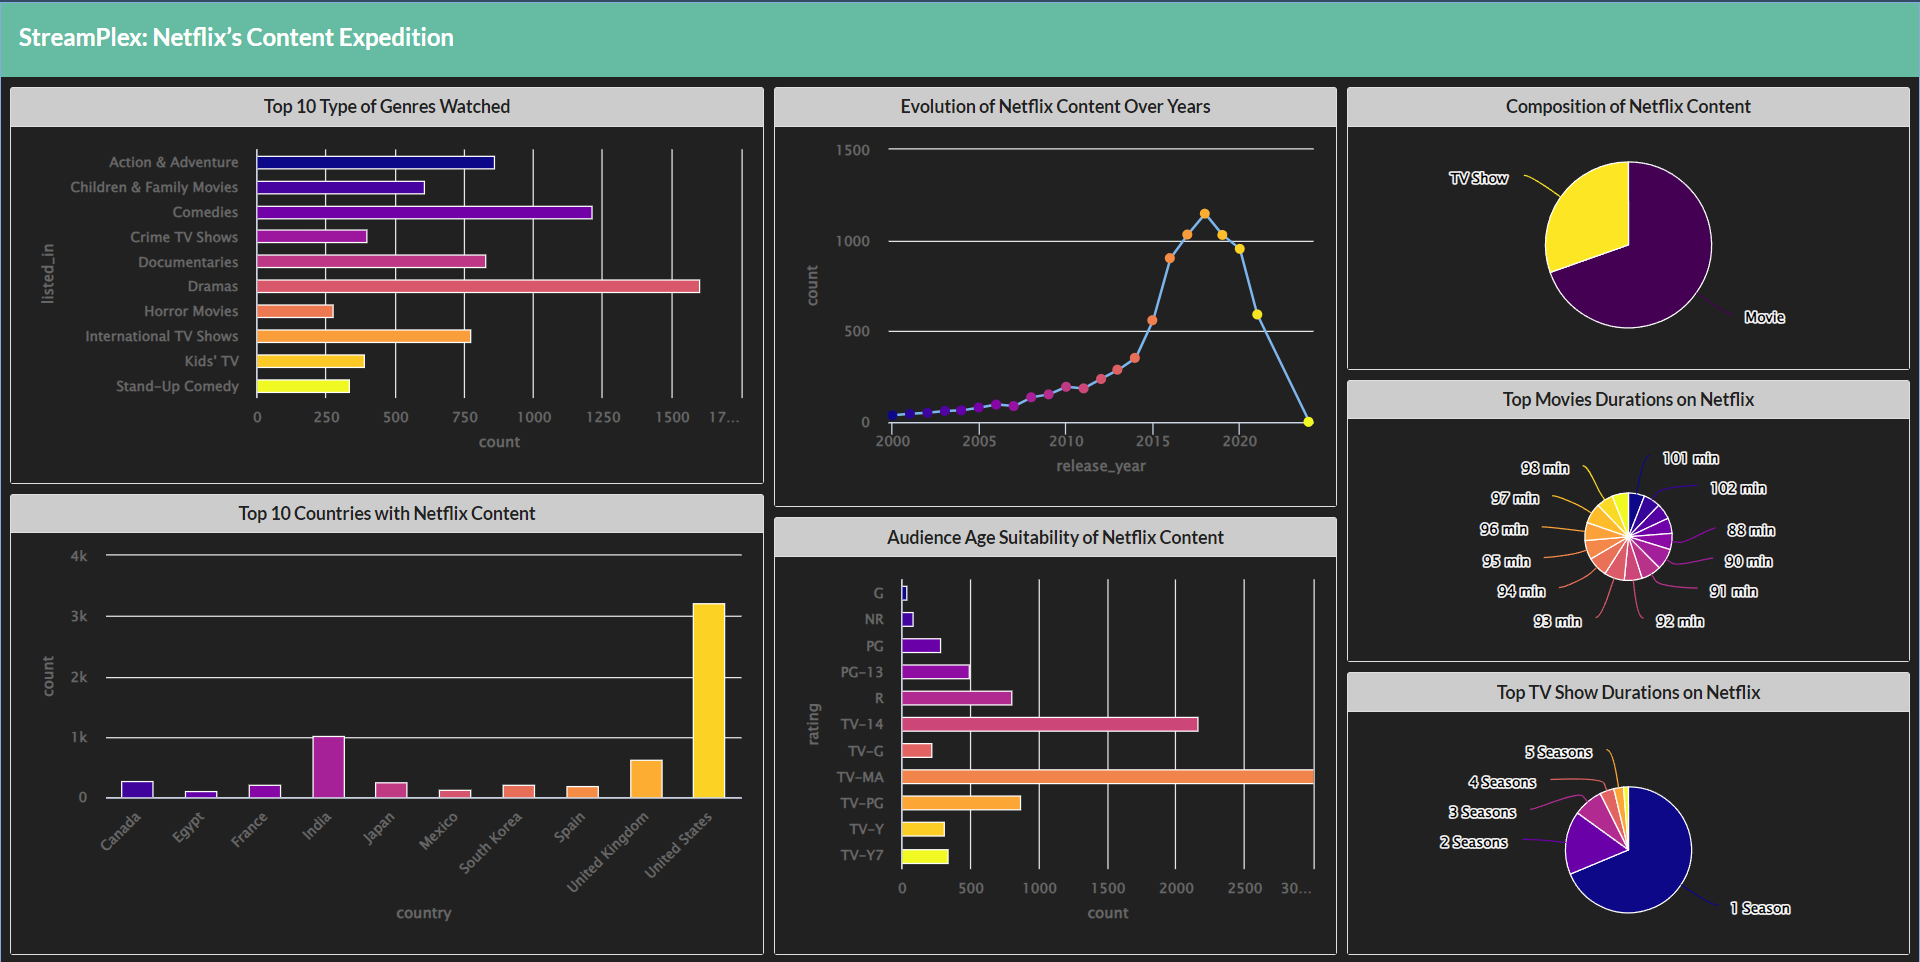 StreamPlex: Netflix’s Content Expedition
Top 10 Type of Genres Watched
listed_in
Action & Adventure
Children & Family Movies
Comedies
Crime TV Shows
Documentaries
Dramas
Horror Movies
International TV Shows
Kids' TV
Stand-Up Comedy
0 250 500 750 1000 1250 1500 17...
count
Top 10 Countries with Netflix Content
count
4k
3k
2k
1k
0
Canada Egypt France India Japan Mexico South Korea Spain United Kingdom United States
country
Evolution of Netflix Content Over Years
count
1500
1000
500
0
2000 2005 2010 2015 2020
release_year
Audience Age Suitability of Netflix Content
rating
G
NR
PG
PG-13
R
TV-14
TV-G
TV-MA
TV-PG
TV-Y
TV-Y7
0 500 1000 1500 2000 2500 30...
count
Composition of Netflix Content
TV Show
Movie
Top Movies Durations on Netflix
98 min
101 min
97 min
102 min
96 min
88 min
95 min
90 min
94 min
91 min
93 min
92 min
Top TV Show Durations on Netflix
5 Seasons
4 Seasons
3 Seasons
2 Seasons
1 Season